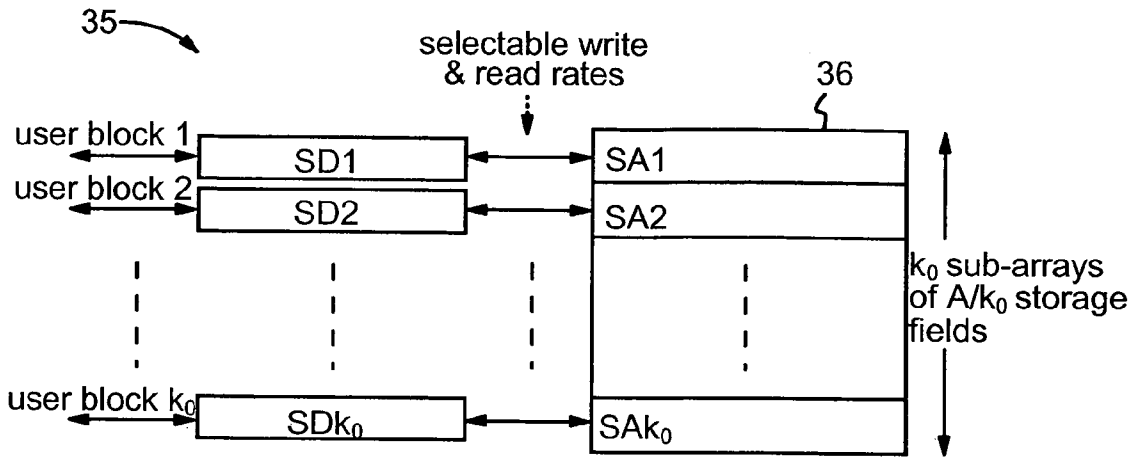 35
selectable write
& read rates
36
user block 1
SD1
SA1
user block 2
SD2
SA2
k₀ sub-arrays
of A/k₀ storage
fields
user block k₀
SDk₀
SAk₀